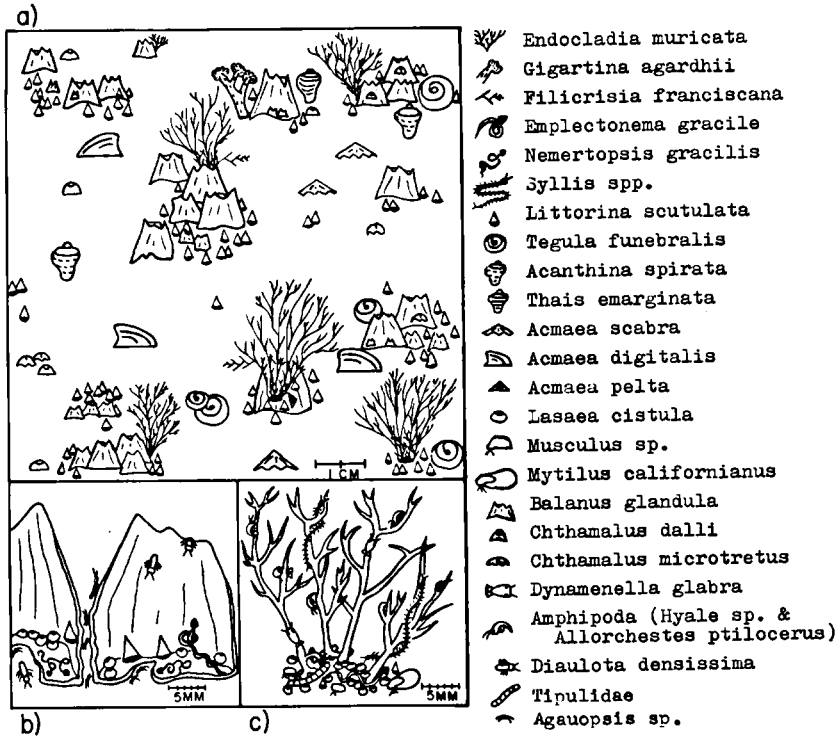 a)
1 CM
5MM
b)
5MM
c)
Endocladia muricata
Gigartina agardhii
Filicrisia franciscana
Emplectonema gracile
Nemertopsis gracilis
Syllis spp.
Littorina scutulata
Tegula funebralis
Acanthina spirata
Thais emarginata
Acmaea scabra
Acmaea digitalis
Acmaea pelta
Lasaea cistula
Musculus sp.
Mytilus californianus
Balanus glandula
Chthamalus dalli
Chthamalus microtretus
Dynamenella glabra
Amphipoda (Hyale sp. &
Allorchestes ptilocerus)
Diaulota densissima
Tipulidae
Agauopsis sp.